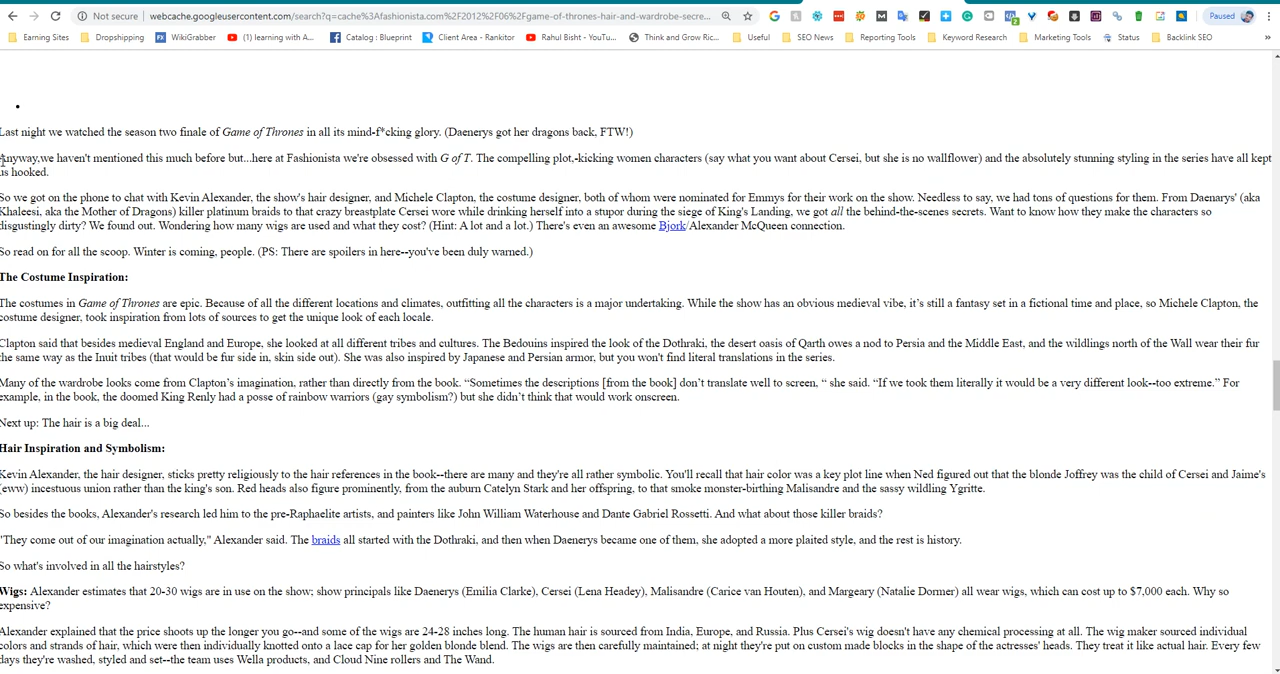 Not secure
webcache.googleusercontent.com/search?q=cache%3Afashionista.com%2F2012%2F06%2Fgame-of-thrones-hair-and-wardrobe-secre...
Paused
Earning Sites
Dropshipping
WikiGrabber
(1) learning with A...
Catalog : Blueprint
Client Area - Rankitor
Rahul Bisht - YouTu...
Think and Grow Ric...
Useful
SEO News
Reporting Tools
Keyword Research
Marketing Tools
Status
Backlink SEO
»
•
Last night we watched the season two finale of Game of Thrones in all its mind-f*cking glory. (Daenerys got her dragons back, FTW!)
Anyway,we haven't mentioned this much before but...here at Fashionista we're obsessed with G of T. The compelling plot,-kicking women characters (say what you want about Cersei, but she is no wallflower) and the absolutely stunning styling in the series have all kept
us hooked.
So we got on the phone to chat with Kevin Alexander, the show's hair designer, and Michele Clapton, the costume designer, both of whom were nominated for Emmys for their work on the show. Needless to say, we had tons of questions for them. From Daenerys' (aka
Khaleesi, aka the Mother of Dragons) killer platinum braids to that crazy breastplate Cersei wore while drinking herself into a stupor during the siege of King's Landing, we got all the behind-the-scenes secrets. Want to know how they make the characters so
disgustingly dirty? We found out. Wondering how many wigs are used and what they cost? (Hint: A lot and a lot.) There's even an awesome Bjork/Alexander McQueen connection.
So read on for all the scoop. Winter is coming, people. (PS: There are spoilers in here--you've been duly warned.)
The Costume Inspiration:
The costumes in Game of Thrones are epic. Because of all the different locations and climates, outfitting all the characters is a major undertaking. While the show has an obvious medieval vibe, it's still a fantasy set in a fictional time and place, so Michele Clapton, the
costume designer, took inspiration from lots of sources to get the unique look of each locale.
Clapton said that besides medieval England and Europe, she looked at all different tribes and cultures. The Bedouins inspired the look of the Dothraki, the desert oasis of Qarth owes a nod to Persia and the Middle East, and the wildlings north of the Wall wear their fur
the same way as the Inuit tribes (that would be fur side in, skin side out). She was also inspired by Japanese and Persian armor, but you won't find literal translations in the series.
Many of the wardrobe looks come from Clapton's imagination, rather than directly from the book. “Sometimes the descriptions [from the book] don't translate well to screen, “ she said. “If we took them literally it would be a very different look--too extreme.” For
example, in the book, the doomed King Renly had a posse of rainbow warriors (gay symbolism?) but she didn't think that would work onscreen.
Next up: The hair is a big deal...
Hair Inspiration and Symbolism:
Kevin Alexander, the hair designer, sticks pretty religiously to the hair references in the book--there are many and they're all rather symbolic. You'll recall that hair color was a key plot line when Ned figured out that the blonde Joffrey was the child of Cersei and Jaime's
(eww) incestuous union rather than the king's son. Red heads also figure prominently, from the auburn Catelyn Stark and her offspring, to that smoke monster-birthing Malisandre and the sassy wildling Ygritte.
So besides the books, Alexander's research led him to the pre-Raphaelite artists, and painters like John William Waterhouse and Dante Gabriel Rossetti. And what about those killer braids?
"They come out of our imagination actually," Alexander said. The braids all started with the Dothraki, and then when Daenerys became one of them, she adopted a more plaited style, and the rest is history.
So what's involved in all the hairstyles?
Wigs: Alexander estimates that 20-30 wigs are in use on the show; show principals like Daenerys (Emilia Clarke), Cersei (Lena Headey), Malisandre (Carice van Houten), and Margeary (Natalie Dormer) all wear wigs, which can cost up to $7,000 each. Why so
expensive?
Alexander explained that the price shoots up the longer you go--and some of the wigs are 24-28 inches long. The human hair is sourced from India, Europe, and Russia. Plus Cersei's wig doesn't have any chemical processing at all. The wig maker sourced individual
colors and strands of hair, which were then individually knotted onto a lace cap for her golden blonde blend. The wigs are then carefully maintained; at night they're put on custom made blocks in the shape of the actresses' heads. They treat it like actual hair. Every few
days they're washed, styled and set--the team uses Wella products, and Cloud Nine rollers and The Wand.